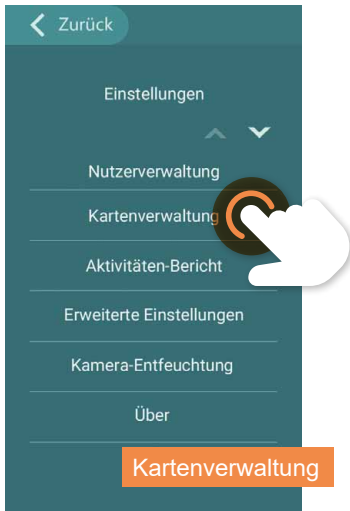 Zurück
Einstellungen
Nutzerverwaltung
Kartenverwaltung
Aktivitäten-Bericht
Erweiterte Einstellungen
Kamera-Entfeuchtung
Über
Kartenverwaltung